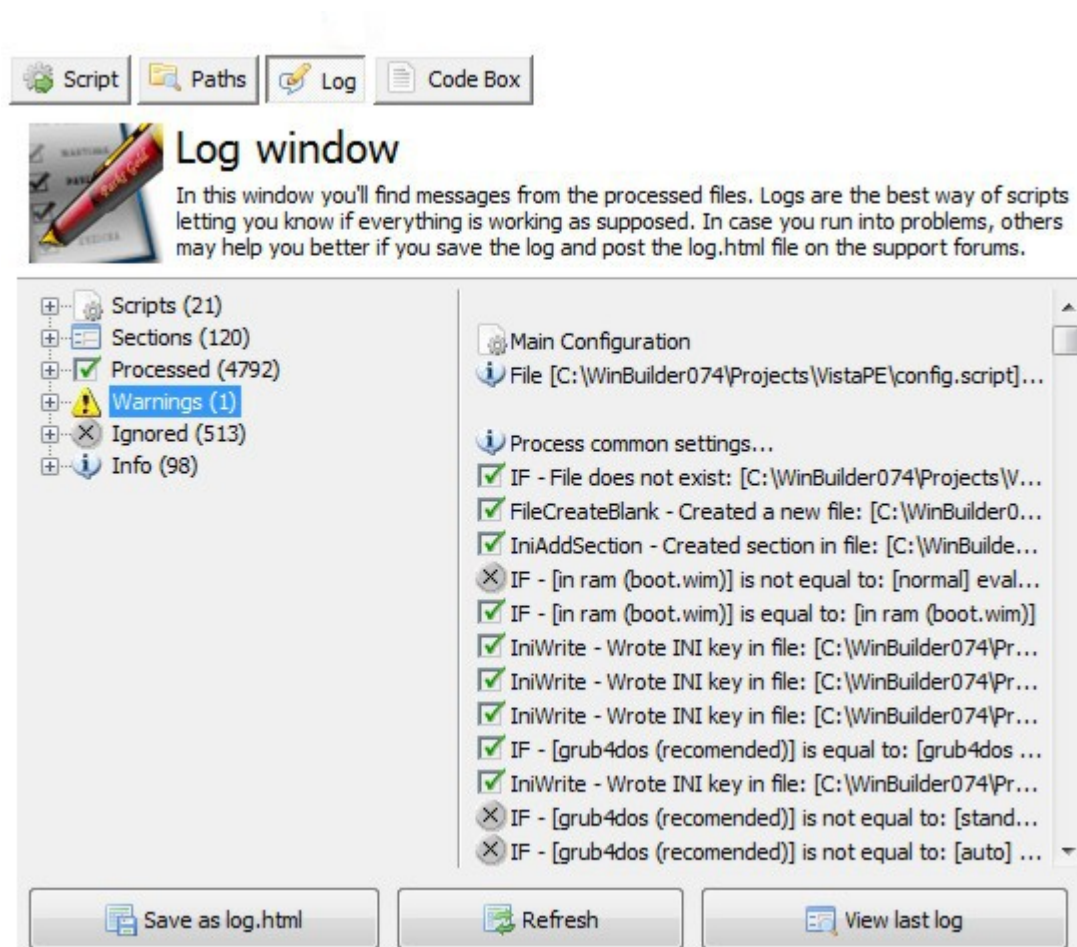 Script Paths Log Code Box
Log window
In this window you'll find messages from the processed files. Logs are the best way of scripts
letting you know if everything is working as supposed. In case you run into problems, others
may help you better if you save the log and post the log.html file on the support forums.
Scripts (21)
Sections (120)
Processed (4792)
Warnings (1)
Ignored (513)
Info (98)
Main Configuration
File [C:\WinBuilder074\Projects\VistaPE\config.script]...
Process common settings...
IF - File does not exist: [C:\WinBuilder074\Projects\V...
FileCreateBlank - Created a new file: [C:\WinBuilder0...
IniAddSection - Created section in file: [C:\WinBuilde...
IF - [in ram (boot.wim)] is not equal to: [normal] eval...
IF - [in ram (boot.wim)] is equal to: [in ram (boot.wim)]
IniWrite - Wrote INI key in file: [C:\WinBuilder074\Pr...
IniWrite - Wrote INI key in file: [C:\WinBuilder074\Pr...
IniWrite - Wrote INI key in file: [C:\WinBuilder074\Pr...
IF - [grub4dos (recomended)] is equal to: [grub4dos ...
IniWrite - Wrote INI key in file: [C:\WinBuilder074\Pr...
IF - [grub4dos (recomended)] is not equal to: [stand...
IF - [grub4dos (recomended)] is not equal to: [auto] ...
Save as log.html Refresh View last log